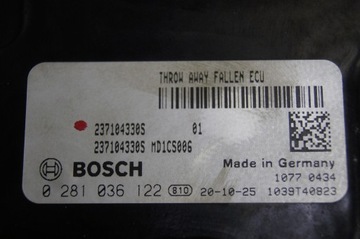 THROW AWAY FALLEN ECU
237104330S 01
237104330S MD1CS006
BOSCH Made in Germany
1077 0434
0 281 036 122 S10 20-10-25 1039T40823